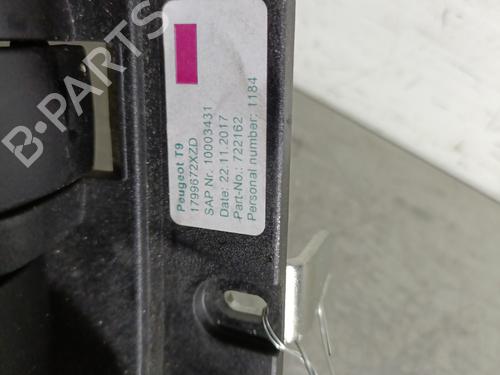 B-PARTS
Peugeot T9
1799672XZD
SAP Nr. 10003431
Date: 22.11.2017
Part-No.: 722162
Personal number: 1184